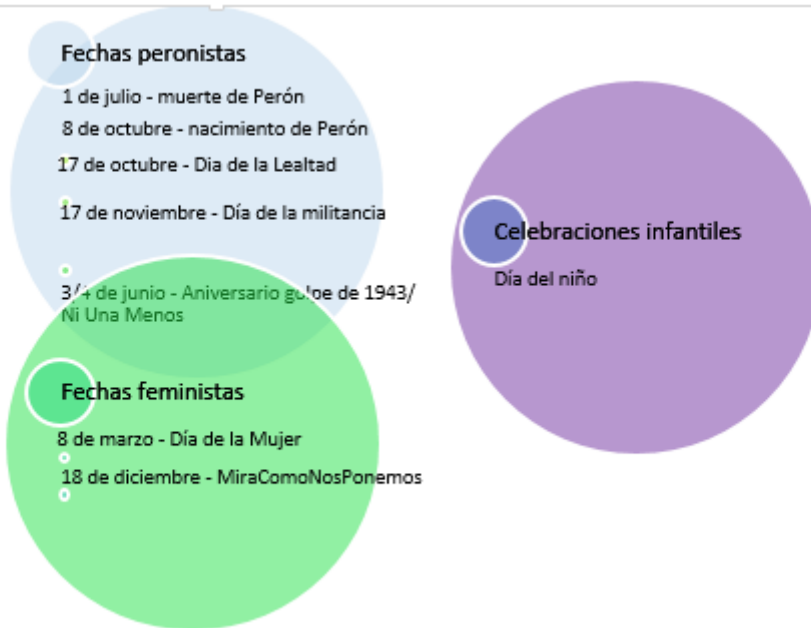 Fechas peronistas
1 de julio - muerte de Perón
8 de octubre - nacimiento de Perón
17 de octubre - Dia de la Lealtad
17 de noviembre - Día de la militancia
3/4 de junio - Aniversario golpe de 1943/
Ni Una Menos
Fechas feministas
8 de marzo - Día de la Mujer
18 de diciembre - MiraComoNosPonemos
Celebraciones infantiles
Día del niño